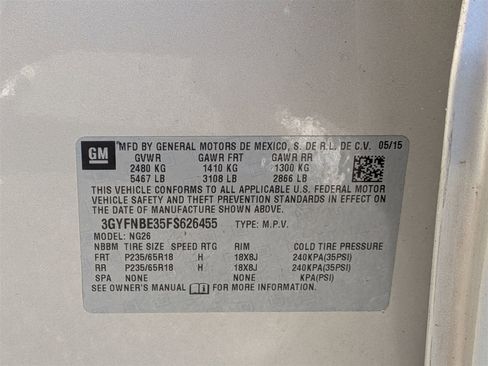 GM MFD BY GENERAL MOTORS DE MEXICO, S. DE R.L. DE C.V. 05/15
GVWR GAWR FRT GAWR RR
2480 KG 1410 KG 1300 KG
5467 LB 3108 LB 2866 LB
THIS VEHICLE CONFORMS TO ALL APPLICABLE U.S. FEDERAL MOTOR
VEHICLE SAFETY AND THEFT PREVENTION STANDARDS IN EFFECT
ON THE DATE OF MANUFACTURE SHOWN ABOVE.
3GYFNBE35FS626455 TYPE: M.P.V.
MODEL: NG26
NBBM TIRE SIZE SPEED RTG RIM COLD TIRE PRESSURE
FRT P235/65R18 H 18X8J 240KPA(35PSI)
RR P235/65R18 H 18X8J 240KPA(35PSI)
SPA NONE NONE KPA(PSI)
SEE OWNER'S MANUAL FOR MORE INFORMATION.